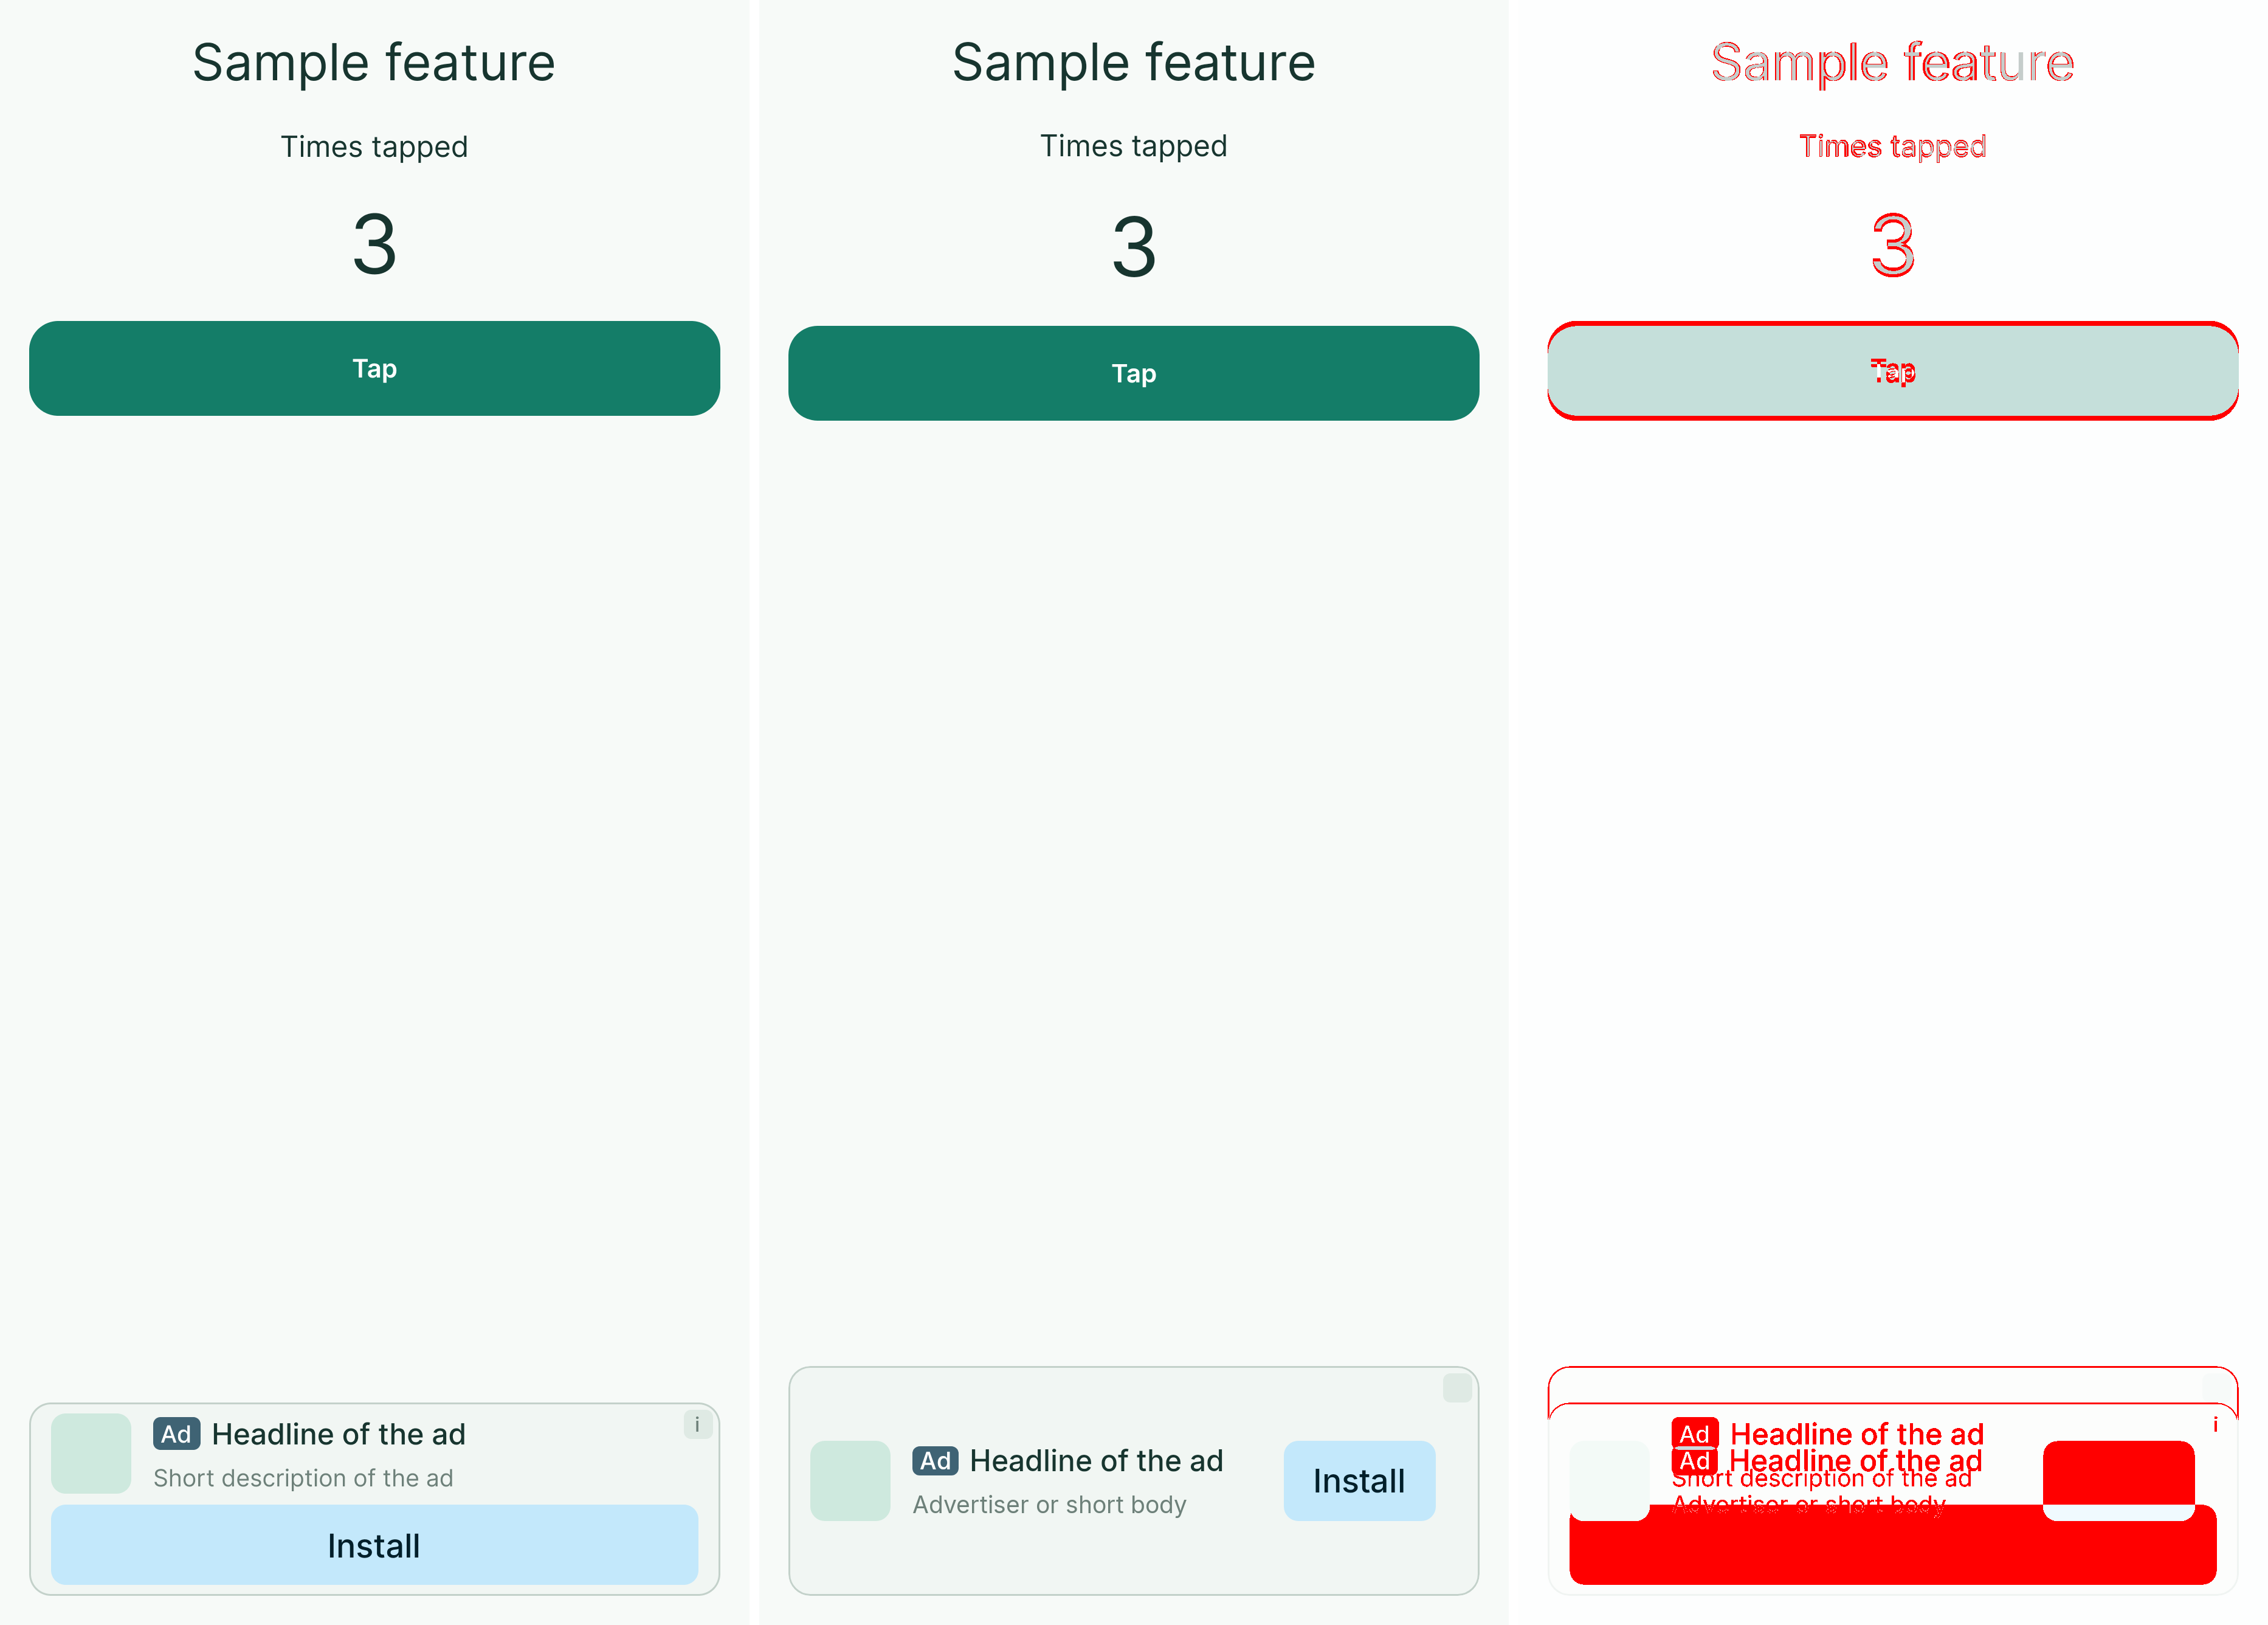 Sample feature
Times tapped
3
Tap
Ad Headline of the ad
i
Short description of the ad
Install
Sample feature
Times tapped
3
Tap
Ad Headline of the ad
Advertiser or short body
Install
Sample feature
Times tapped
3
Tap
Ad Headline of the ad
i
Ad Headline of the ad
Short description of the ad
Advertiser or short body